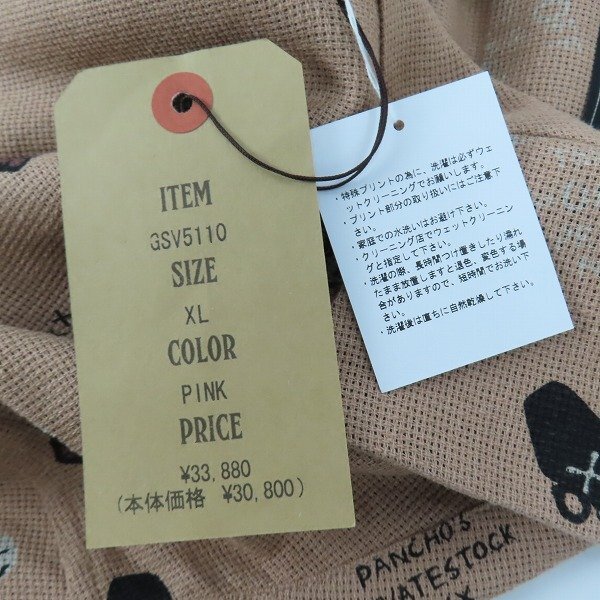 ITEM
GSV5110
SIZE
XL
COLOR
PINK
PRICE
¥33,880
(本体価格 ¥30,800)
・特殊プリントの為に、洗濯は必ずウェ
ットクリーニングでお願いします。
・プリント部分の取り扱いにはご注意下
さい。
・家庭での水洗いはお避け下さい。
・クリーニング店でウェットクリーニン
グと指定して下さい。
・洗濯の際、長時間つけ置きしたり濡れ
たまま放置しますと退色、変色する場
合がありますので、短時間でお洗い下
さい。
・洗濯後は直ちに自然乾燥して下さい。
PANCHO'S
VATESTOCK